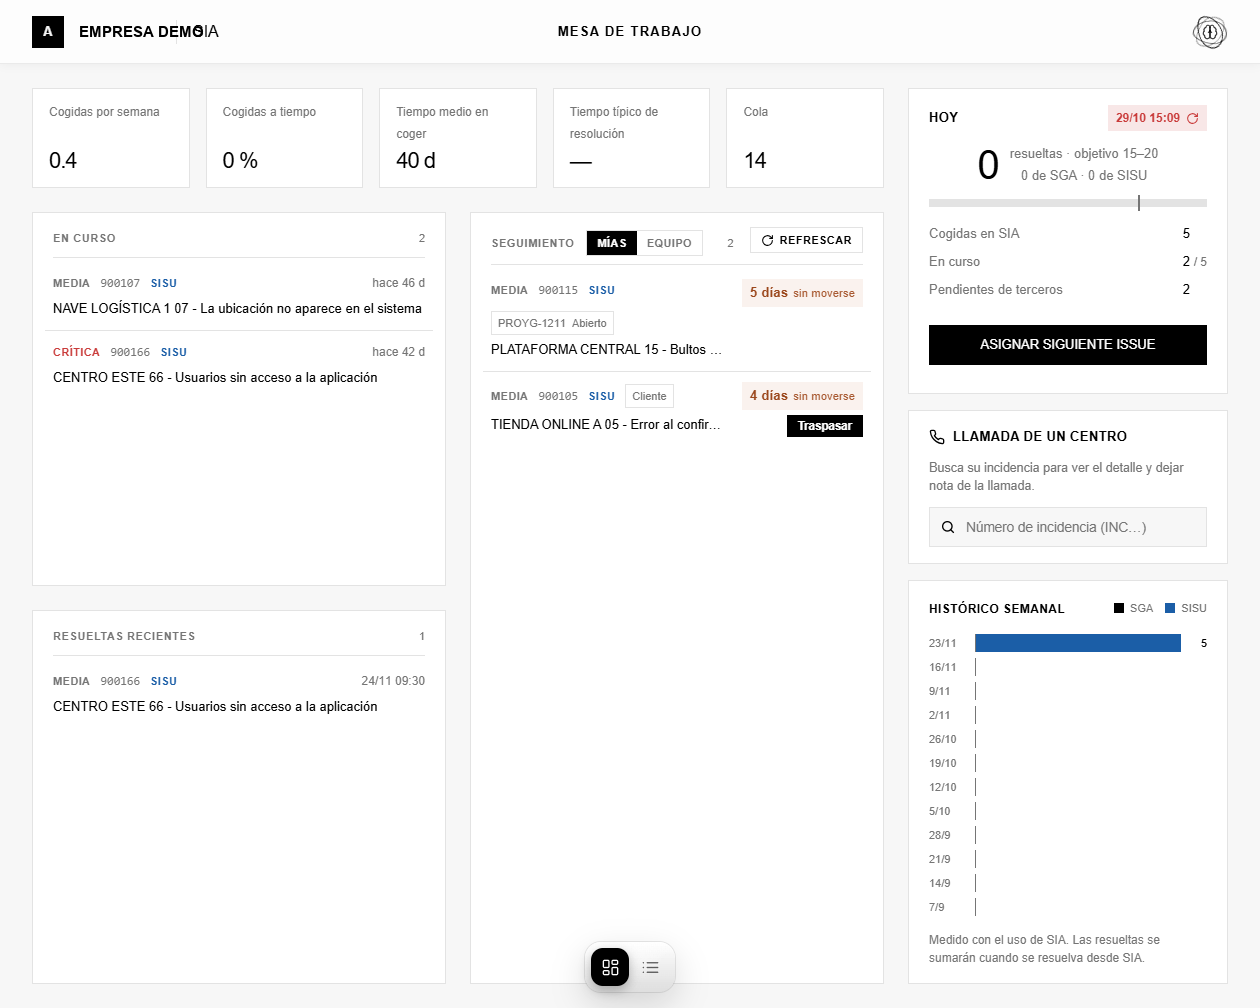 A EMPRESA DEMO SIA
MESA DE TRABAJO
Cogidas por semana
0.4
Cogidas a tiempo
0 %
Tiempo medio en
coger
40 d
Tiempo típico de
resolución
—
Cola
14
EN CURSO 2
MEDIA 900107 SISU hace 46 d
NAVE LOGÍSTICA 1 07 - La ubicación no aparece en el sistema
CRÍTICA 900166 SISU hace 42 d
CENTRO ESTE 66 - Usuarios sin acceso a la aplicación
RESUELTAS RECIENTES 1
MEDIA 900166 SISU 24/11 09:30
CENTRO ESTE 66 - Usuarios sin acceso a la aplicación
SEGUIMIENTO MÍAS EQUIPO 2 REFRESCAR
MEDIA 900115 SISU 5 días sin moverse
PROYG-1211 Abierto
PLATAFORMA CENTRAL 15 - Bultos …
MEDIA 900105 SISU Cliente 4 días sin moverse
TIENDA ONLINE A 05 - Error al confir… Traspasar
HOY 29/10 15:09
0 resueltas · objetivo 15–20
0 de SGA · 0 de SISU
Cogidas en SIA 5
En curso 2 / 5
Pendientes de terceros 2
ASIGNAR SIGUIENTE ISSUE
LLAMADA DE UN CENTRO
Busca su incidencia para ver el detalle y dejar
nota de la llamada.
Número de incidencia (INC…)
HISTÓRICO SEMANAL SGA SISU
23/11 5
16/11
9/11
2/11
26/10
19/10
12/10
5/10
28/9
21/9
14/9
7/9
Medido con el uso de SIA. Las resueltas se
sumarán cuando se resuelva desde SIA.